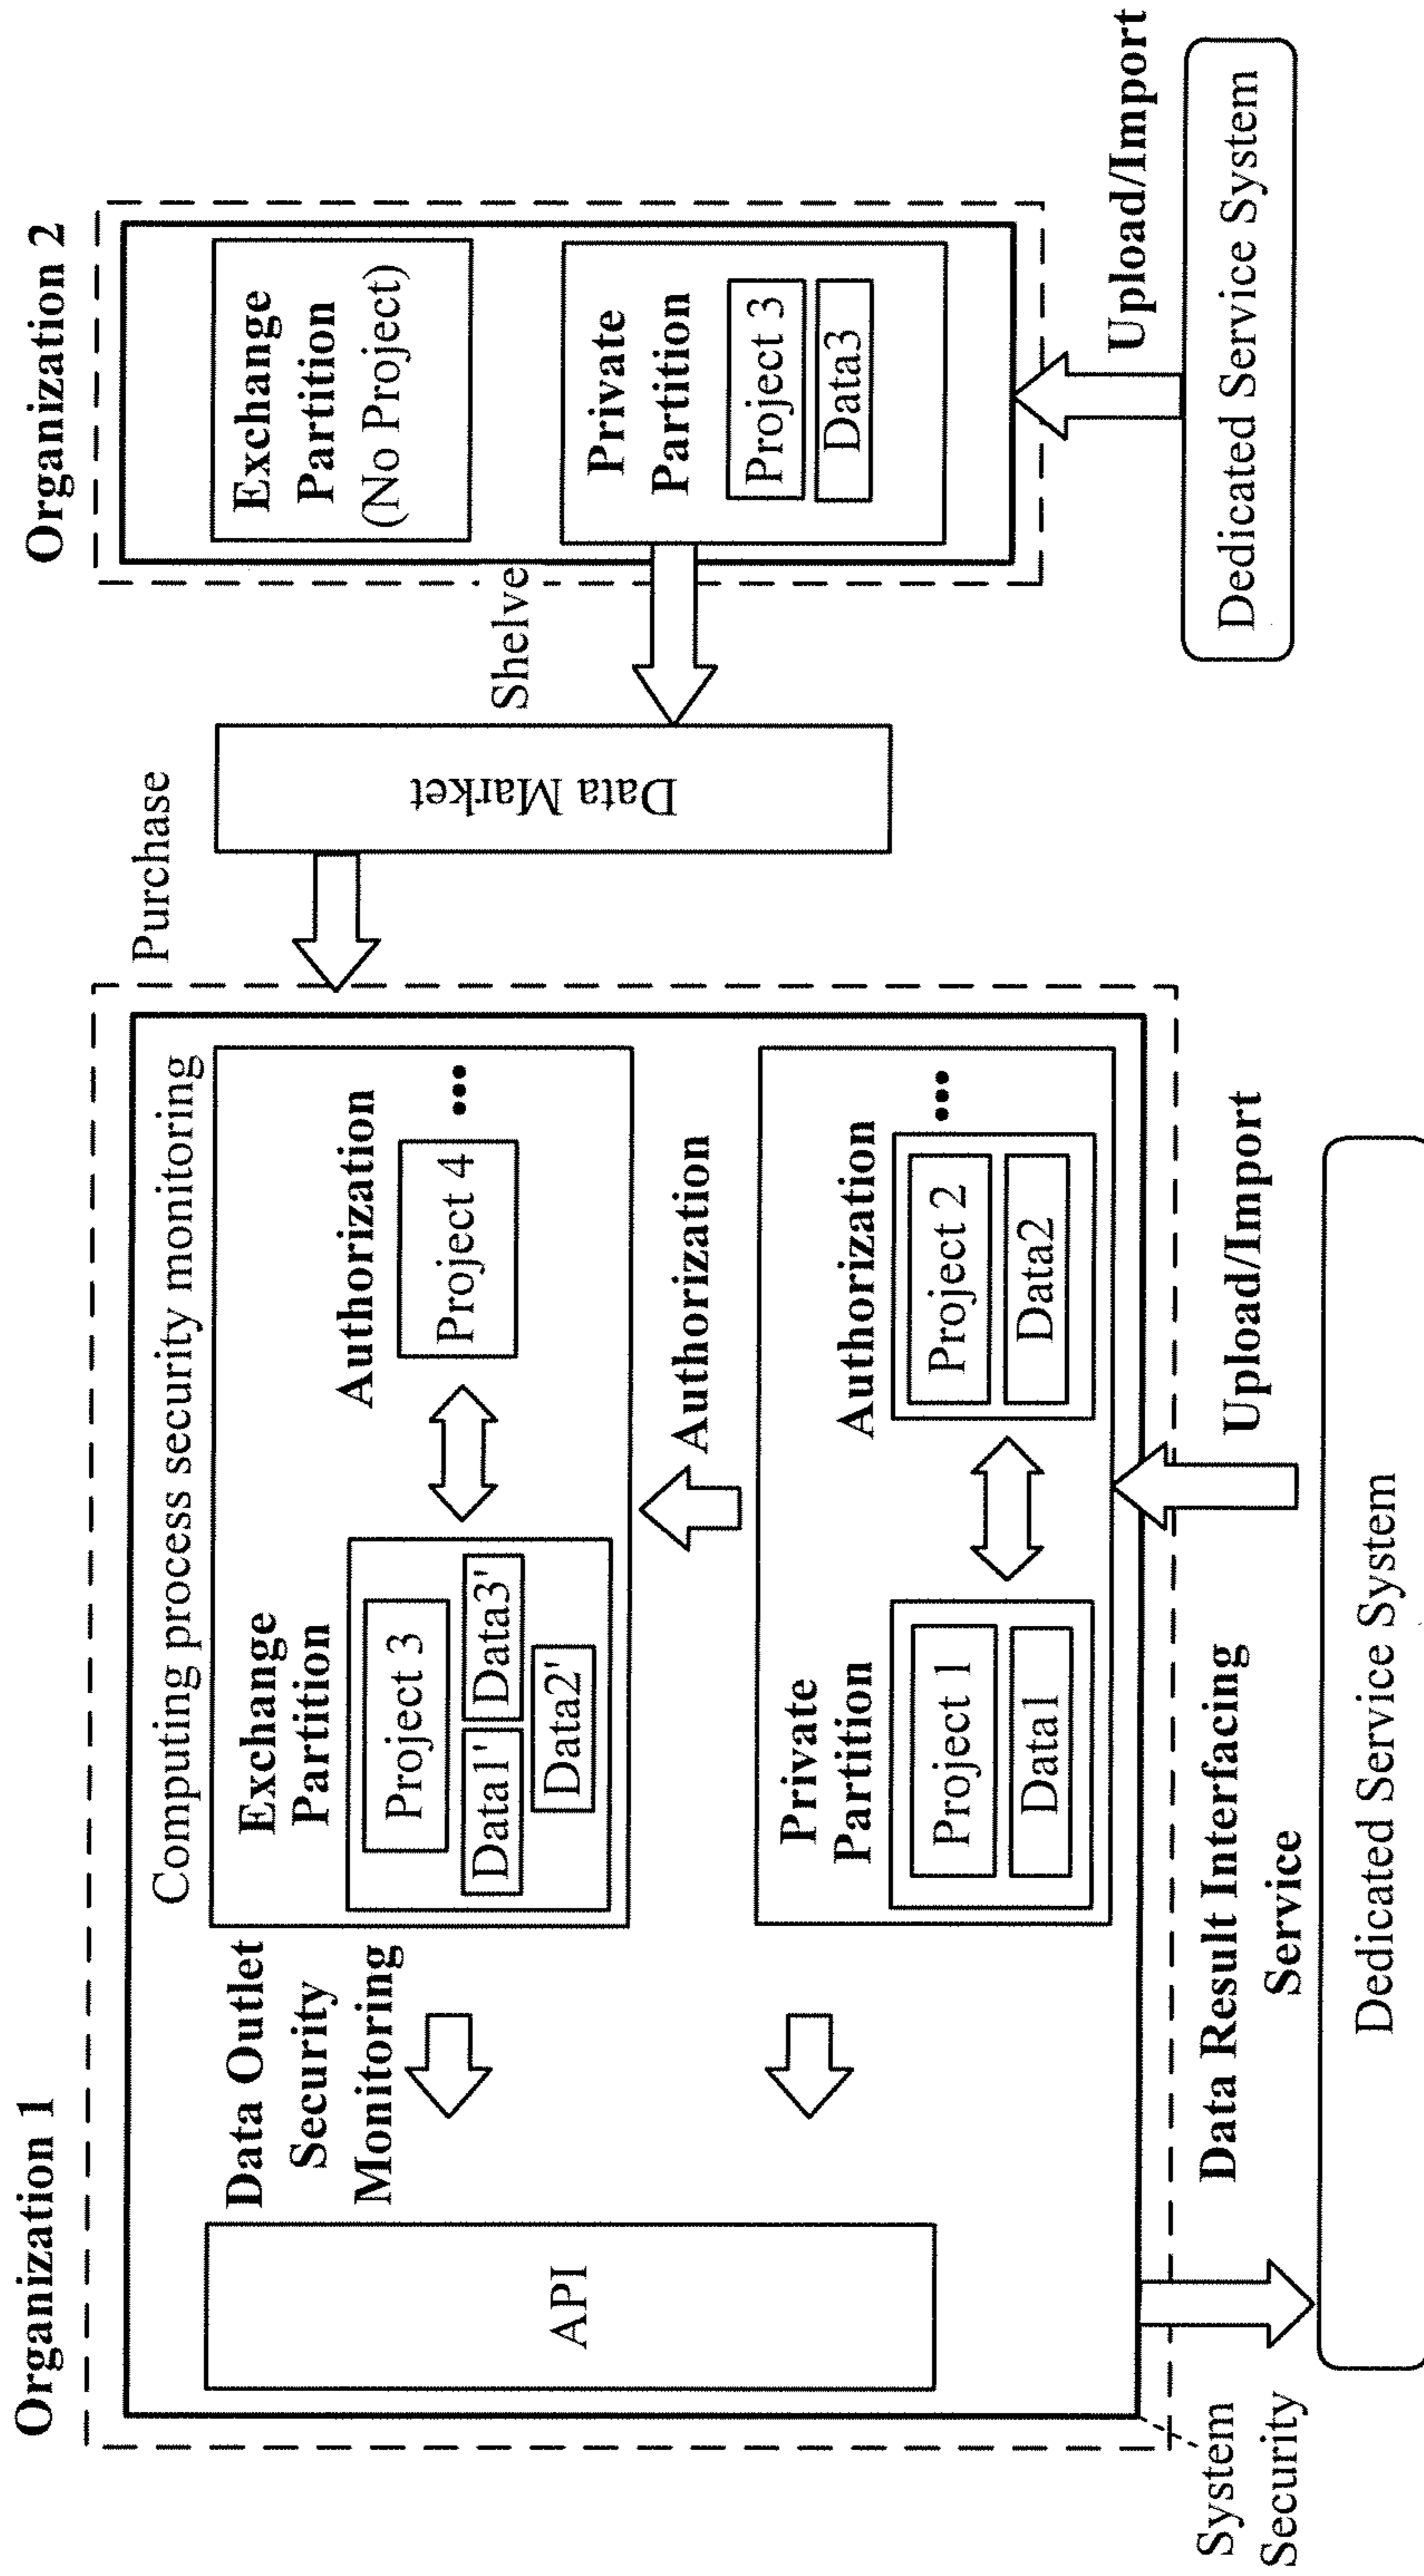 Organization 1
Organization 2
Computing process security monitoring
Purchase
Shelve
Data Outlet
Security
Monitoring
Exchange
Partition
Authorization
Project 3
Data1'
Data3'
Data2'
Project 4
...
API
Authorization
Data Market
Exchange
Partition
(No Project)
Private
Partition
Authorization
Project 1
Data1
Project 2
Data2
...
Private
Partition
Project 3
Data3
System
Security
Data Result Interfacing
Service
Upload/Import
Upload/Import
Dedicated Service System
Dedicated Service System